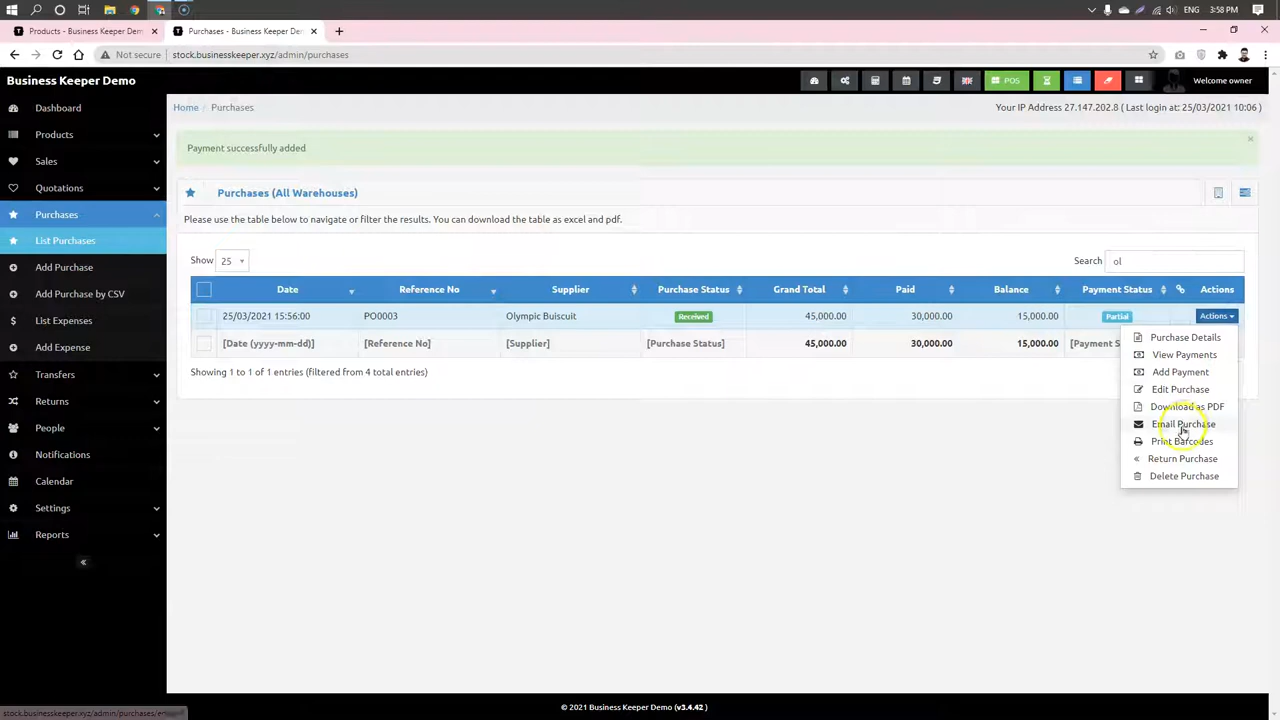 ENG
3:58 PM
Products - Business Keeper Dem
Purchases - Business Keeper Dem
Not secure
stock.businesskeeper.xyz/admin/purchases
Business Keeper Demo
POS
Welcome owner
Dashboard
Products
Sales
Quotations
Purchases
List Purchases
Add Purchase
Add Purchase by CSV
List Expenses
Add Expense
Transfers
Returns
People
Notifications
Calendar
Settings
Reports
Home / Purchases
Your IP Address 27.147.202.8 ( Last login at: 25/03/2021 10:06 )
Payment successfully added
×
Purchases (All Warehouses)
Please use the table below to navigate or filter the results. You can download the table as excel and pdf.
Show 25
Search ol
Date Reference No Supplier Purchase Status Grand Total Paid Balance Payment Status Actions
25/03/2021 15:56:00 PO0003 Olympic Buiscuit Received 45,000.00 30,000.00 15,000.00 Partial Actions
[Date (yyyy-mm-dd)] [Reference No] [Supplier] [Purchase Status] 45,000.00 30,000.00 15,000.00 [Payment S
Showing 1 to 1 of 1 entries (filtered from 4 total entries)
Purchase Details
View Payments
Add Payment
Edit Purchase
Download as PDF
Email Purchase
Print Barcodes
Return Purchase
Delete Purchase
© 2021 Business Keeper Demo (v3.4.42 )